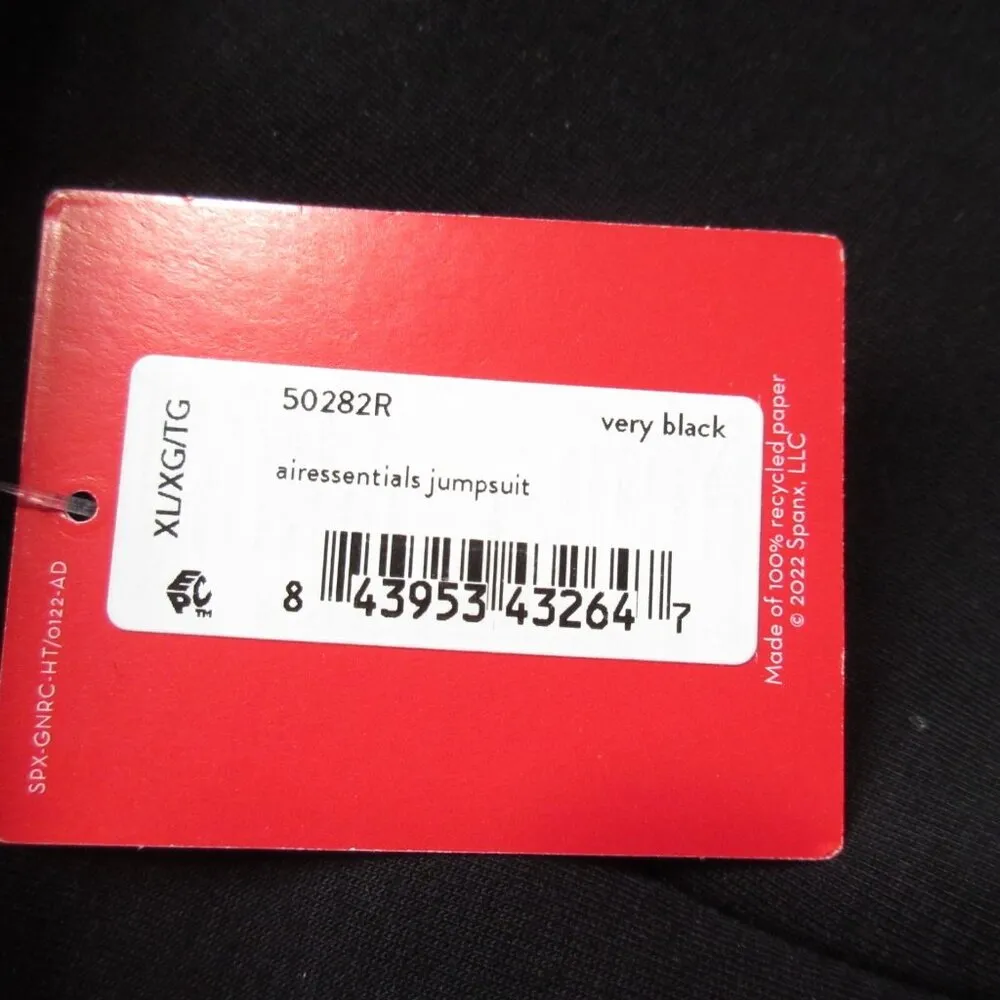 50282R
very black
airessentials jumpsuit
XL/XG/TG
EPC™
8 43953 43264 7
SPX-GNRC-HT/0122-AD
Made of 100% recycled paper
© 2022 Spanx, LLC